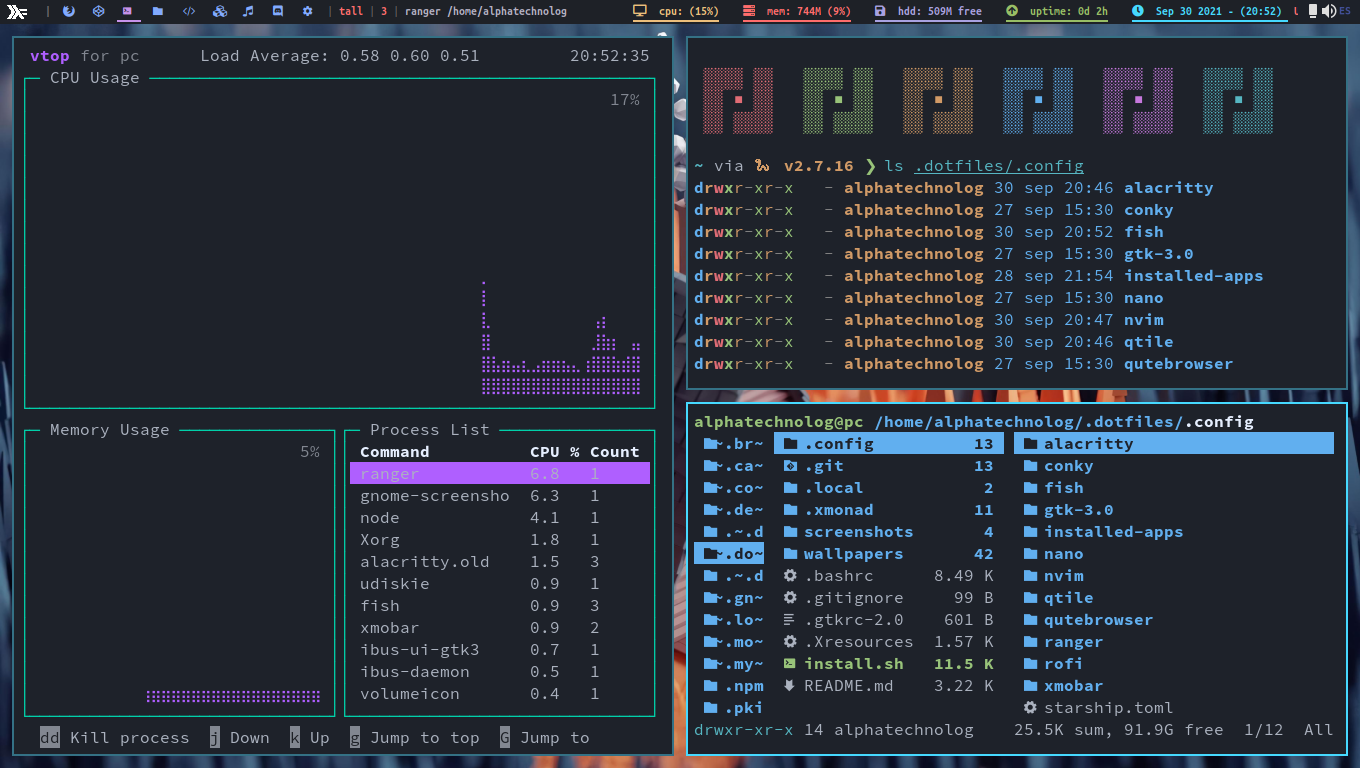 | tall | 3 | ranger /home/alphatechnolog
cpu: (15%) mem: 744M (9%) hdd: 509M free uptime: 0d 2h Sep 30 2021 - (20:52) ES
vtop for pc Load Average: 0.58 0.60 0.51 20:52:35
CPU Usage
17%
Memory Usage
5%
Process List
Command CPU % Count
ranger 6.8 1
gnome-screensho 6.3 1
node 4.1 1
Xorg 1.8 1
alacritty.old 1.5 3
udiskie 0.9 1
fish 0.9 3
xmobar 0.9 2
ibus-ui-gtk3 0.7 1
ibus-daemon 0.5 1
volumeicon 0.4 1
dd Kill process j Down k Up g Jump to top G Jump to
~ via v2.7.16 ❯ ls .dotfiles/.config
drwxr-xr-x - alphatechnolog 30 sep 20:46 alacritty
drwxr-xr-x - alphatechnolog 27 sep 15:30 conky
drwxr-xr-x - alphatechnolog 30 sep 20:52 fish
drwxr-xr-x - alphatechnolog 27 sep 15:30 gtk-3.0
drwxr-xr-x - alphatechnolog 28 sep 21:54 installed-apps
drwxr-xr-x - alphatechnolog 27 sep 15:30 nano
drwxr-xr-x - alphatechnolog 30 sep 20:47 nvim
drwxr-xr-x - alphatechnolog 30 sep 20:46 qtile
drwxr-xr-x - alphatechnolog 27 sep 15:30 qutebrowser
alphatechnolog@pc /home/alphatechnolog/.dotfiles/.config
~.br~ .config 13 alacritty
~.ca~ .git 13 conky
~.co~ .local 2 fish
~.de~ .xmonad 11 gtk-3.0
.~.d screenshots 4 installed-apps
~.do~ wallpapers 42 nano
.~.d .bashrc 8.49 K nvim
~.gn~ .gitignore 99 B qtile
~.lo~ .gtkrc-2.0 601 B qutebrowser
~.mo~ .Xresources 1.57 K ranger
~.my~ install.sh 11.5 K rofi
.npm README.md 3.22 K xmobar
.pki starship.toml
drwxr-xr-x 14 alphatechnolog 25.5K sum, 91.9G free 1/12 All